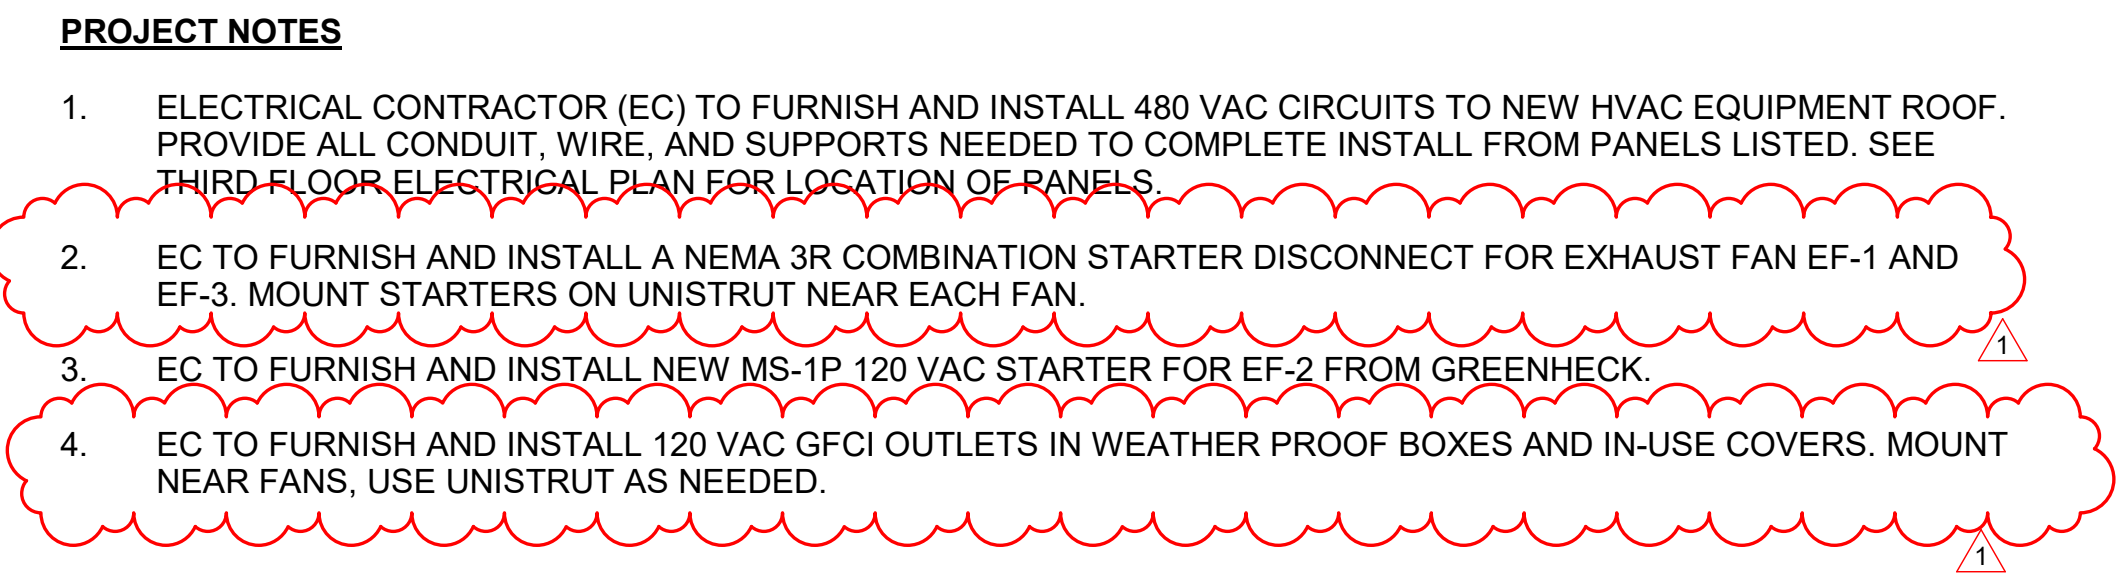 PROJECT NOTES
1. ELECTRICAL CONTRACTOR (EC) TO FURNISH AND INSTALL 480 VAC CIRCUITS TO NEW HVAC EQUIPMENT ROOF.
PROVIDE ALL CONDUIT, WIRE, AND SUPPORTS NEEDED TO COMPLETE INSTALL FROM PANELS LISTED. SEE
THIRD FLOOR ELECTRICAL PLAN FOR LOCATION OF PANELS.
2. EC TO FURNISH AND INSTALL A NEMA 3R COMBINATION STARTER DISCONNECT FOR EXHAUST FAN EF-1 AND
EF-3. MOUNT STARTERS ON UNISTRUT NEAR EACH FAN.
1
3. EC TO FURNISH AND INSTALL NEW MS-1P 120 VAC STARTER FOR EF-2 FROM GREENHECK.
4. EC TO FURNISH AND INSTALL 120 VAC GFCI OUTLETS IN WEATHER PROOF BOXES AND IN-USE COVERS. MOUNT
NEAR FANS, USE UNISTRUT AS NEEDED.
1